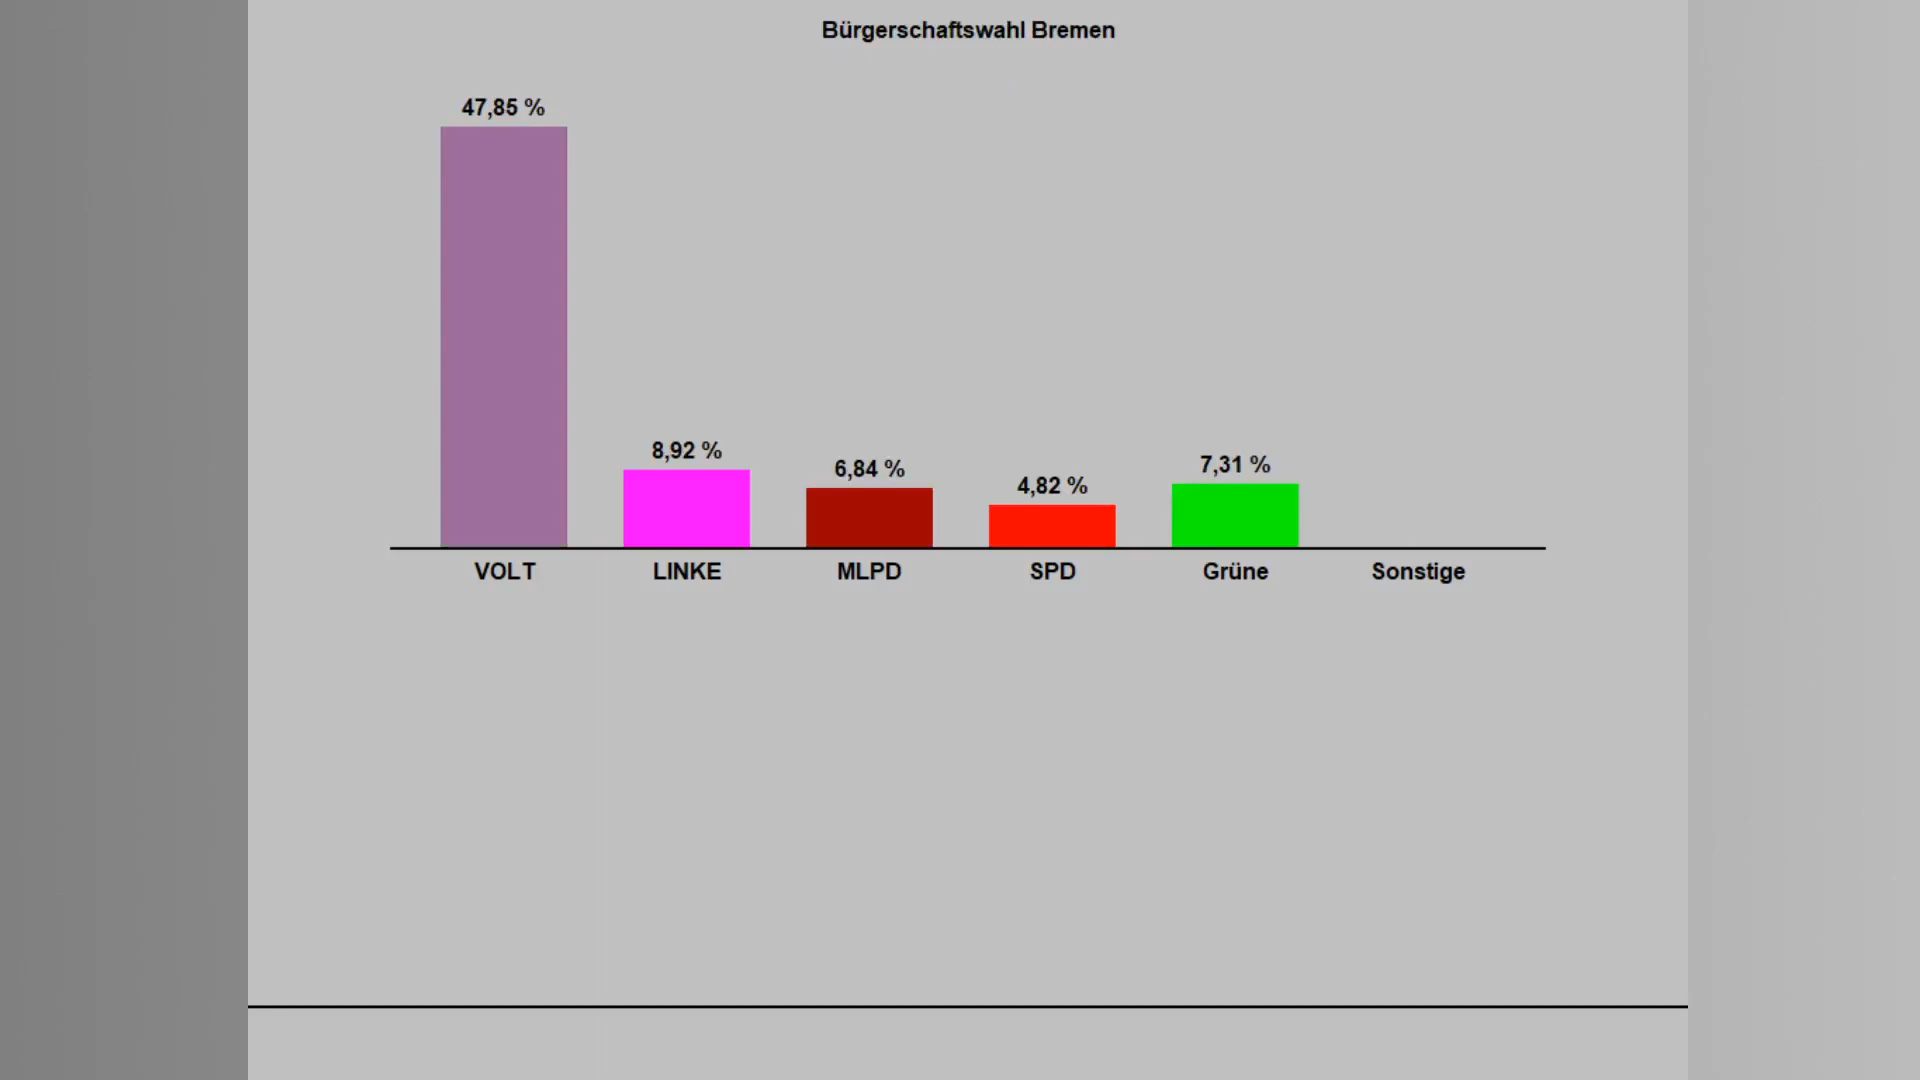 Bürgerschaftswahl Bremen
47,85 %
8,92 %
6,84 %
4,82 %
7,31 %
VOLT LINKE MLPD SPD Grüne Sonstige